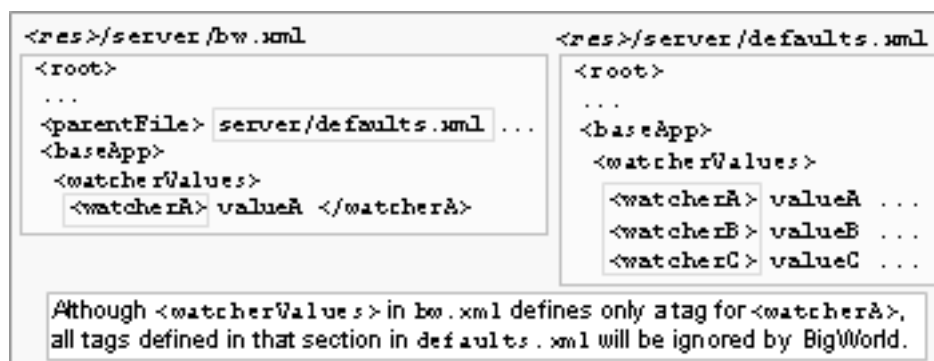 <res>/server/bw.xml
<root>
...
<parentFile> server/defaults.xml ...
<baseApp>
<watcherValues>
<watcherA> valueA </watcherA>
<res>/server/defaults.xml
<root>
...
<baseApp>
<watcherValues>
<watcherA> valueA ...
<watcherB> valueB ...
<watcherC> valueC ...
Although <watcherValues> in bw.xml defines only a tag for <watcherA>,
all tags defined in that section in defaults.xml will be ignored by BigWorld.